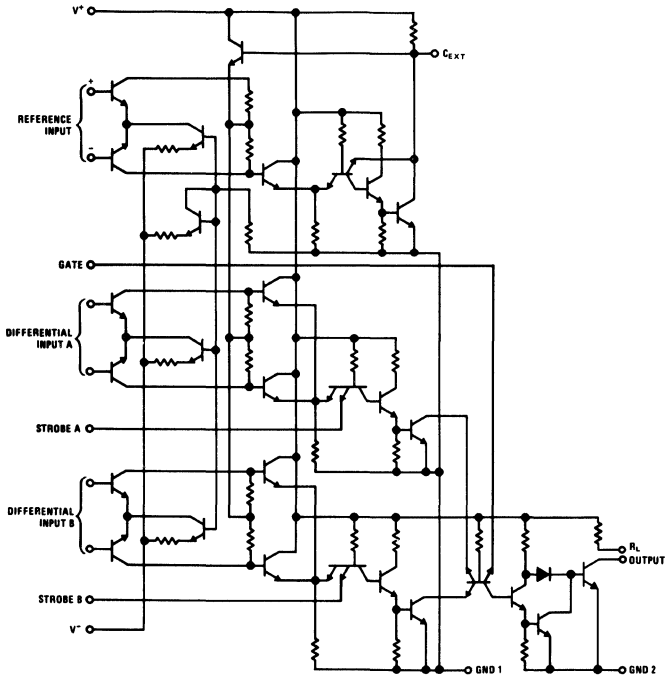 V+
CEXT
+
REFERENCE
INPUT
-
GATE
DIFFERENTIAL
INPUT A
STROBE A
DIFFERENTIAL
INPUT B
RL
OUTPUT
STROBE B
V-
GND 1
GND 2